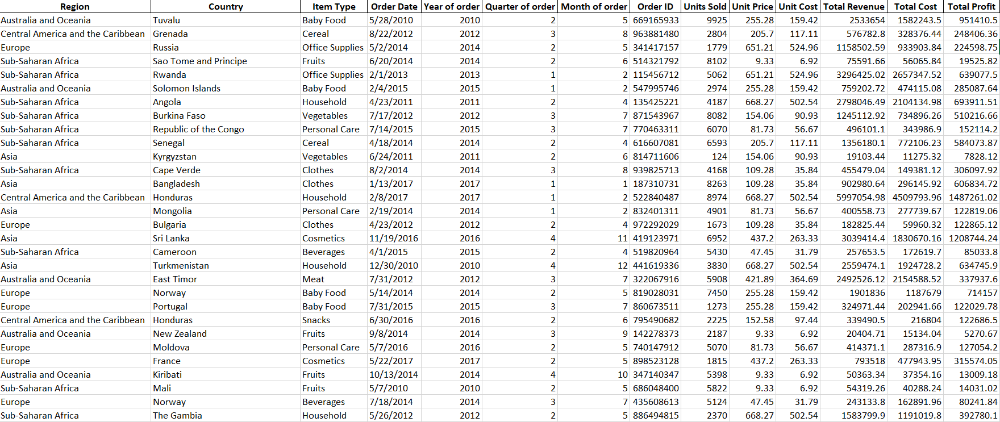 Region Country Item Type Order Date Year of order Quarter of order Month of order Order ID Units Sold Unit Price Unit Cost Total Revenue Total Cost Total Profit
Australia and Oceania Tuvalu Baby Food 5/28/2010 2010 2 5 669165933 9925 255.28 159.42 2533654 1582243.5 951410.5
Central America and the Caribbean Grenada Cereal 8/22/2012 2012 3 8 963881480 2804 205.7 117.11 576782.8 328376.44 248406.36
Europe Russia Office Supplies 5/2/2014 2014 2 5 341417157 1779 651.21 524.96 1158502.59 933903.84 224598.75
Sub-Saharan Africa Sao Tome and Principe Fruits 6/20/2014 2014 2 6 514321792 8102 9.33 6.92 75591.66 56065.84 19525.82
Sub-Saharan Africa Rwanda Office Supplies 2/1/2013 2013 1 2 115456712 5062 651.21 524.96 3296425.02 2657347.52 639077.5
Australia and Oceania Solomon Islands Baby Food 2/4/2015 2015 1 2 547995746 2974 255.28 159.42 759202.72 474115.08 285087.64
Sub-Saharan Africa Angola Household 4/23/2011 2011 2 4 135425221 4187 668.27 502.54 2798046.49 2104134.98 693911.51
Sub-Saharan Africa Burkina Faso Vegetables 7/17/2012 2012 3 7 871543967 8082 154.06 90.93 1245112.92 734896.26 510216.66
Sub-Saharan Africa Republic of the Congo Personal Care 7/14/2015 2015 3 7 770463311 6070 81.73 56.67 496101.1 343986.9 152114.2
Sub-Saharan Africa Senegal Cereal 4/18/2014 2014 2 4 616607081 6593 205.7 117.11 1356180.1 772106.23 584073.87
Asia Kyrgyzstan Vegetables 6/24/2011 2011 2 6 814711606 124 154.06 90.93 19103.44 11275.32 7828.12
Sub-Saharan Africa Cape Verde Clothes 8/2/2014 2014 3 8 939825713 4168 109.28 35.84 455479.04 149381.12 306097.92
Asia Bangladesh Clothes 1/13/2017 2017 1 1 187310731 8263 109.28 35.84 902980.64 296145.92 606834.72
Central America and the Caribbean Honduras Household 2/8/2017 2017 1 2 522840487 8974 668.27 502.54 5997054.98 4509793.96 1487261.02
Asia Mongolia Personal Care 2/19/2014 2014 1 2 832401311 4901 81.73 56.67 400558.73 277739.67 122819.06
Europe Bulgaria Clothes 4/23/2012 2012 2 4 972292029 1673 109.28 35.84 182825.44 59960.32 122865.12
Asia Sri Lanka Cosmetics 11/19/2016 2016 4 11 419123971 6952 437.2 263.33 3039414.4 1830670.16 1208744.24
Sub-Saharan Africa Cameroon Beverages 4/1/2015 2015 2 4 519820964 5430 47.45 31.79 257653.5 172619.7 85033.8
Asia Turkmenistan Household 12/30/2010 2010 4 12 441619336 3830 668.27 502.54 2559474.1 1924728.2 634745.9
Australia and Oceania East Timor Meat 7/31/2012 2012 3 7 322067916 5908 421.89 364.69 2492526.12 2154588.52 337937.6
Europe Norway Baby Food 5/14/2014 2014 2 5 819028031 7450 255.28 159.42 1901836 1187679 714157
Europe Portugal Baby Food 7/31/2015 2015 3 7 860673511 1273 255.28 159.42 324971.44 202941.66 122029.78
Central America and the Caribbean Honduras Snacks 6/30/2016 2016 2 6 795490682 2225 152.58 97.44 339490.5 216804 122686.5
Australia and Oceania New Zealand Fruits 9/8/2014 2014 3 9 142278373 2187 9.33 6.92 20404.71 15134.04 5270.67
Europe Moldova Personal Care 5/7/2016 2016 2 5 740147912 5070 81.73 56.67 414371.1 287316.9 127054.2
Europe France Cosmetics 5/22/2017 2017 2 5 898523128 1815 437.2 263.33 793518 477943.95 315574.05
Australia and Oceania Kiribati Fruits 10/13/2014 2014 4 10 347140347 5398 9.33 6.92 50363.34 37354.16 13009.18
Sub-Saharan Africa Mali Fruits 5/7/2010 2010 2 5 686048400 5822 9.33 6.92 54319.26 40288.24 14031.02
Europe Norway Beverages 7/18/2014 2014 3 7 435608613 5124 47.45 31.79 243133.8 162891.96 80241.84
Sub-Saharan Africa The Gambia Household 5/26/2012 2012 2 5 886494815 2370 668.27 502.54 1583799.9 1191019.8 392780.1